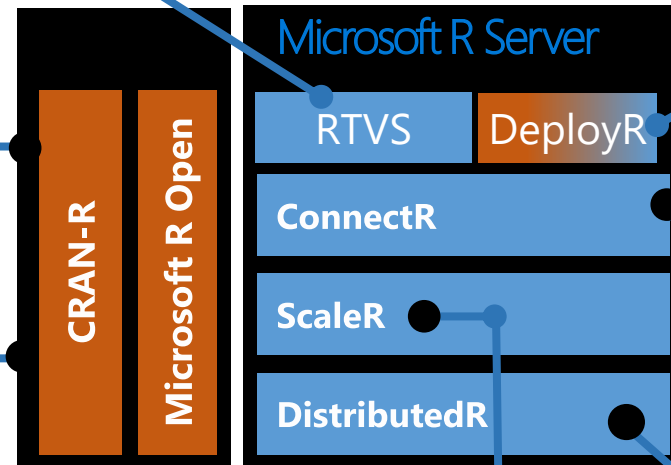 CRAN-R
Microsoft R Open
Microsoft R Server
RTVS
DeployR
ConnectR
ScaleR
DistributedR